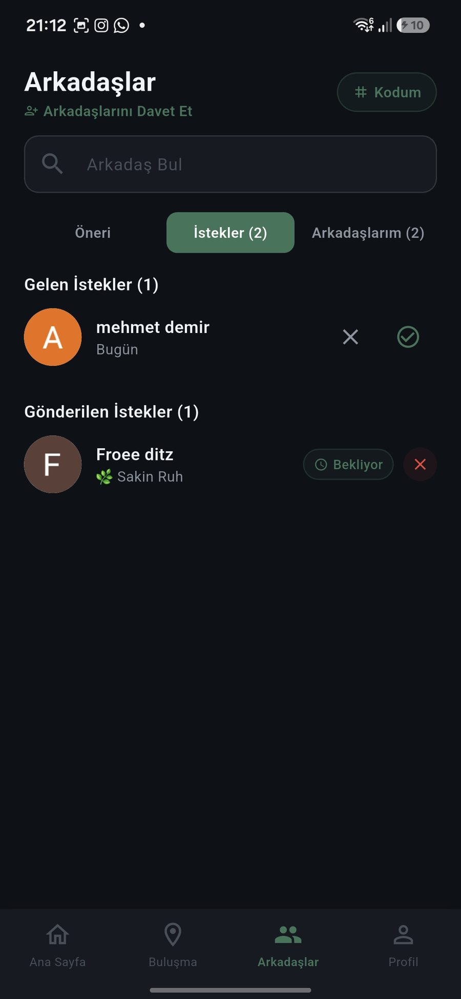 21:12
6
10
Arkadaşlar
Arkadaşlarını Davet Et
# Kodum
Arkadaş Bul
Öneri
İstekler (2)
Arkadaşlarım (2)
Gelen İstekler (1)
A
mehmet demir
Bugün
Gönderilen İstekler (1)
F
Froee ditz
🌿 Sakin Ruh
Bekliyor
Ana Sayfa
Buluşma
Arkadaşlar
Profil